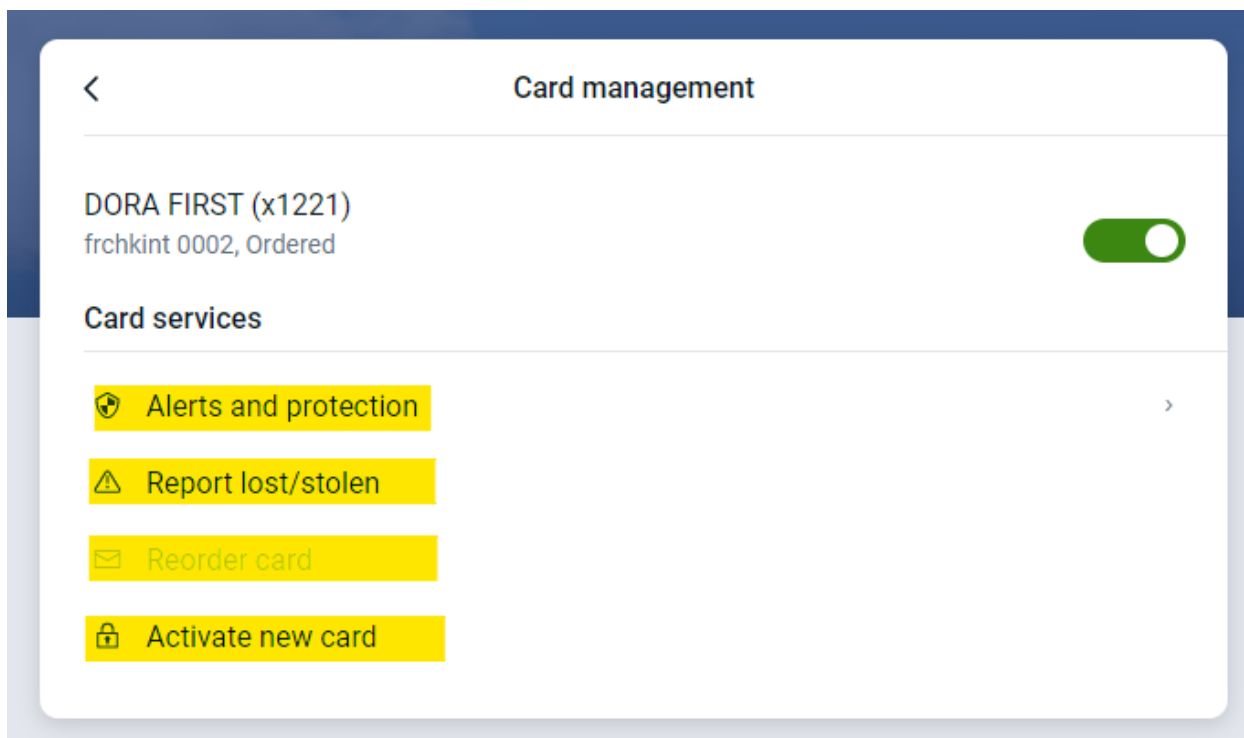 Card management
DORA FIRST (x1221)
frchkint 0002, Ordered
Card services
Alerts and protection
Report lost/stolen
Reorder card
Activate new card